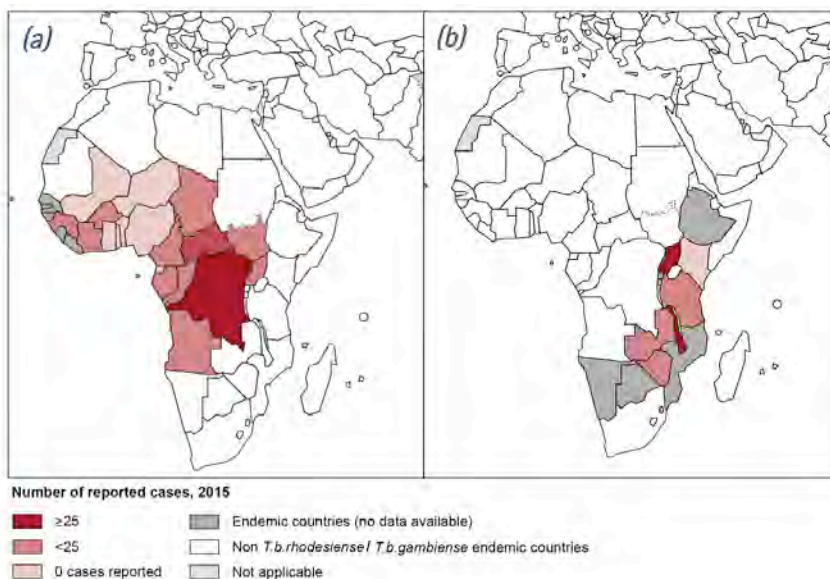 (a)
(b)
Number of reported cases, 2015
≥25
<25
0 cases reported
Endemic countries (no data available)
Non T.b.rhodesiense/ T.b.gambiense endemic countries
Not applicable